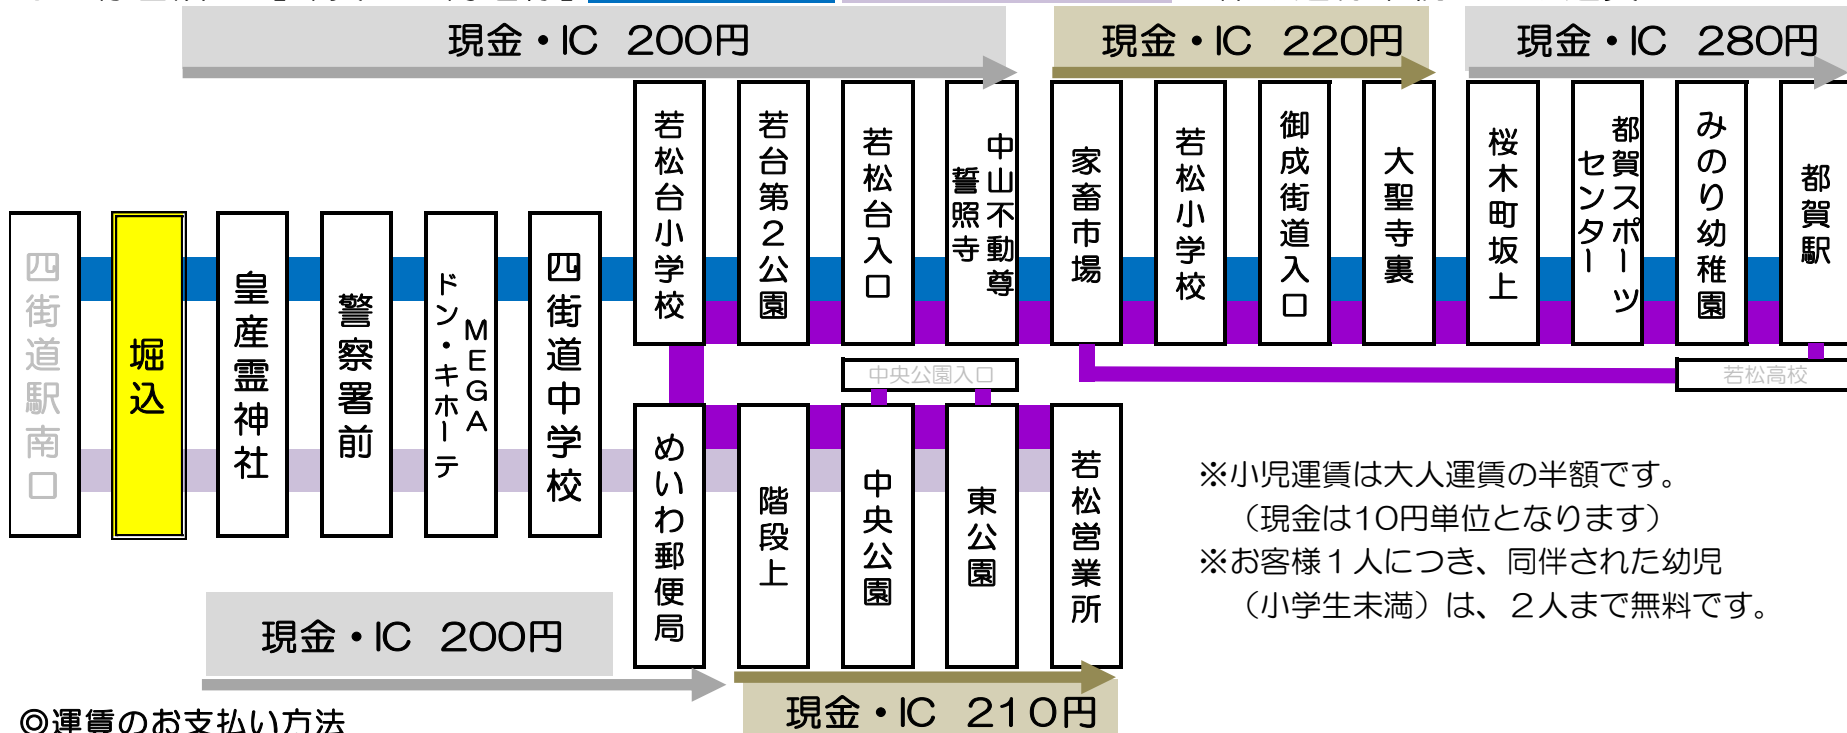 現金・IC 200円
現金・IC 220円
現金・IC 280円
四街道駅南口
堀込
皇産霊神社
警察署前
MEGA
ドン・キホーテ
四街道中学校
若松台小学校
若台第2公園
若松台入口
中山不動尊
誓照寺
家畜市場
若松小学校
御成街道入口
大聖寺裏
桜木町坂上
都賀スポーツ
センター
みのり幼稚園
都賀駅
中央公園入口
若松高校
めいわ郵便局
階段上
中央公園
東公園
若松営業所
※小児運賃は大人運賃の半額です。
（現金は10円単位となります）
※お客様１人につき、同伴された幼児
（小学生未満）は、２人まで無料です。
現金・IC 200円
現金・IC 210円
◎運賃のお支払い方法